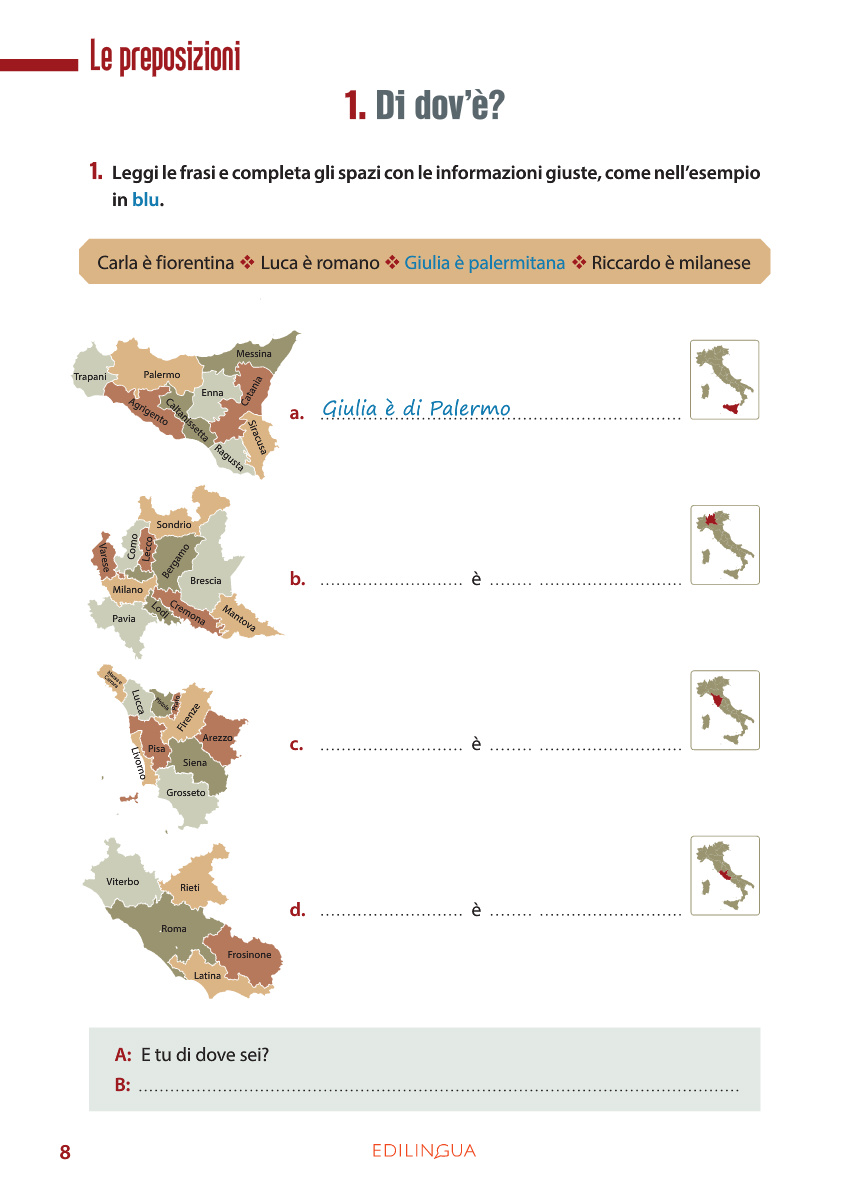 Le preposizioni
1. Di dov'è?
1. Leggi le frasi e completa gli spazi con le informazioni giuste, come nell'esempio
in blu.
Carla è fiorentina ❖ Luca è romano ❖ Giulia è palermitana ❖ Riccardo è milanese
Messina
Trapani
Palermo
Enna
Catania
Agrigento
Caltanissetta
Siracusa
Ragusta
a. Giulia è di Palermo
Sondrio
Como
Lecco
Varese
Bergamo
Brescia
Milano
Lodi
Cremona
Mantova
Pavia
b. ........................... è ........ ...........................
Massa e
Carrara
Lucca
Pistoia
Prato
Firenze
Arezzo
Pisa
Livorno
Siena
Grosseto
c. ........................... è ........ ...........................
Viterbo
Rieti
Roma
Frosinone
Latina
d. ........................... è ........ ...........................
A: E tu di dove sei?
B: ....................................................................................................................
8
EDILINGUA